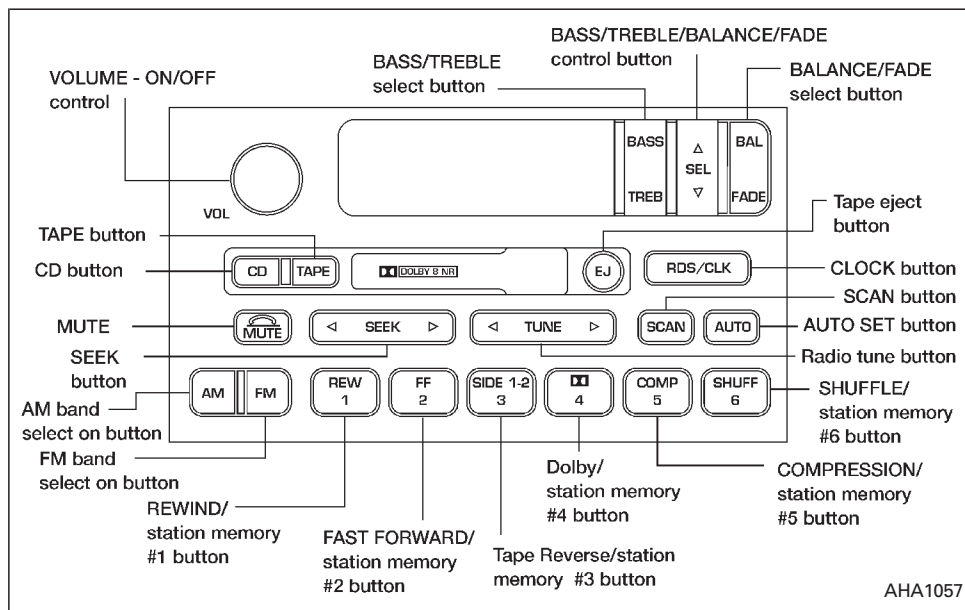 BASS/TREBLE/BALANCE/FADE
control button
BASS/TREBLE
select button
BALANCE/FADE
select button
VOLUME - ON/OFF
control
BASS
TREB
△
SEL
▽
BAL
FADE
VOL
Tape eject
button
TAPE button
CD button
CD
TAPE
DOLBY B NR
EJ
RDS/CLK
CLOCK button
SCAN button
MUTE
MUTE
◁ SEEK ▷
◁ TUNE ▷
SCAN
AUTO
AUTO SET button
SEEK
button
Radio tune button
AM
FM
REW
1
FF
2
SIDE 1-2
3
4
COMP
5
SHUFF
6
SHUFFLE/
station memory
#6 button
AM band
select on button
FM band
select on button
REWIND/
station memory
#1 button
FAST FORWARD/
station memory
#2 button
Tape Reverse/station
memory #3 button
Dolby/
station memory
#4 button
COMPRESSION/
station memory
#5 button
AHA1057